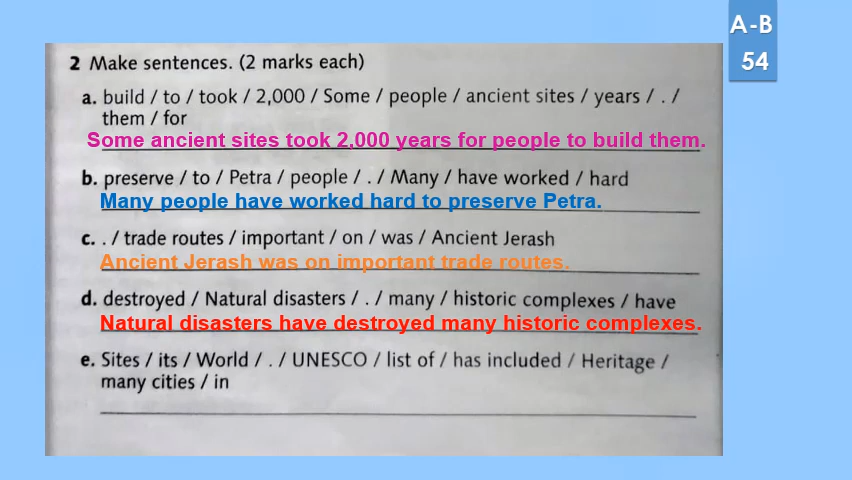 A-B
54
2 Make sentences. (2 marks each)
a. build / to / took / 2,000 / Some / people / ancient sites / years / . /
them / for
Some ancient sites took 2,000 years for people to build them.
b. preserve / to / Petra / people / . / Many / have worked / hard
Many people have worked hard to preserve Petra.
c. . / trade routes / important / on / was / Ancient Jerash
Ancient Jerash was on important trade routes.
d. destroyed / Natural disasters / . / many / historic complexes / have
Natural disasters have destroyed many historic complexes.
e. Sites / its / World / . / UNESCO / list of / has included / Heritage /
many cities / in